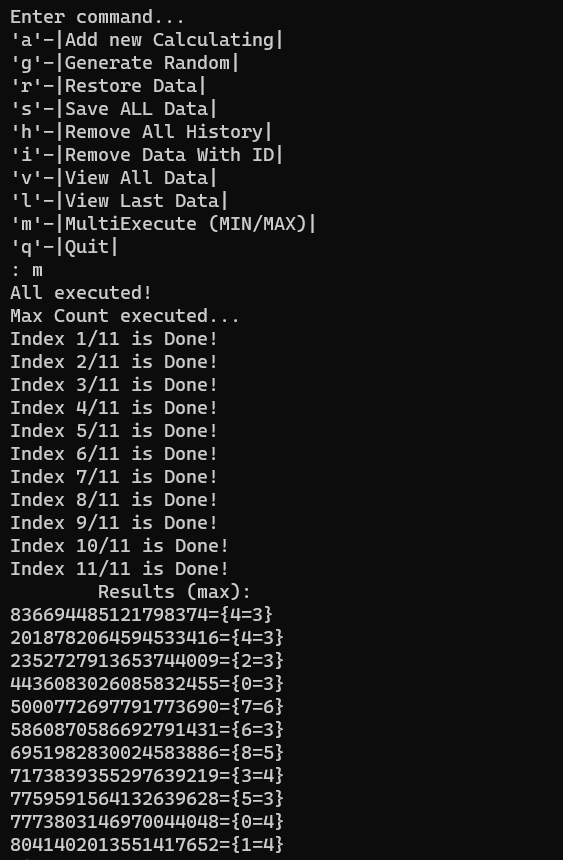 Enter command...
'a'-|Add new Calculating|
'g'-|Generate Random|
'r'-|Restore Data|
's'-|Save ALL Data|
'h'-|Remove All History|
'i'-|Remove Data With ID|
'v'-|View All Data|
'l'-|View Last Data|
'm'-|MultiExecute (MIN/MAX)|
'q'-|Quit|
: m
All executed!
Max Count executed...
Index 1/11 is Done!
Index 2/11 is Done!
Index 3/11 is Done!
Index 4/11 is Done!
Index 5/11 is Done!
Index 6/11 is Done!
Index 7/11 is Done!
Index 8/11 is Done!
Index 9/11 is Done!
Index 10/11 is Done!
Index 11/11 is Done!
Results (max):
836694485121798374={4=3}
2018782064594533416={4=3}
2352727913653744009={2=3}
4436083026085832455={0=3}
5000772697791773690={7=6}
5860870586692791431={6=3}
6951982830024583886={8=5}
7173839355297639219={3=4}
7759591564132639628={5=3}
7773803146970044048={0=4}
8041402013551417652={1=4}